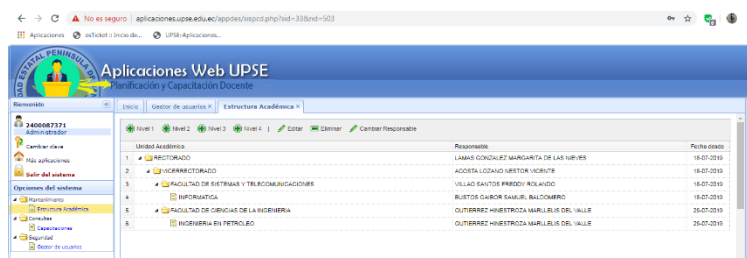 No es seguro | aplicaciones.upse.edu.ec/appdes/sispcd.php?sid=338&nid=503
Aplicaciones osTicket :: Inicio de... UPSE-Aplicaciones...
AD ESTATAL PENINSULA D
Aplicaciones Web UPSE
Planificación y Capacitación Docente
Bienvenido
Inicio Gestor de usuarios × Estructura Académica ×
2400087371
Administrador
Cambiar clave
Más aplicaciones
Salir del sistema
Opciones del sistema
Mantenimiento
Estructura Académica
Consultas
Capacitaciones
Seguridad
Gestor de usuarios
Nivel 1 Nivel 2 Nivel 3 Nivel 4 | Editar Eliminar Cambiar Responsable
Unidad Académica Responsable Fecha desde
1 RECTORADO LAMAS GONZALEZ MARGARITA DE LAS NIEVES 18-07-2019
2 VICERRECTORADO ACOSTA LOZANO NESTOR VICENTE 18-07-2019
3 FACULTAD DE SISTEMAS Y TELECOMUNICACIONES VILLAO SANTOS FREDDY ROLANDO 18-07-2019
4 INFORMATICA BUSTOS GAIBOR SAMUEL BALDOMERO 18-07-2019
5 FACULTAD DE CIENCIAS DE LA INGENIERIA GUTIERREZ HINESTROZA MARLLELIS DEL VALLE 25-07-2019
6 INGENIERIA EN PETROLEO GUTIERREZ HINESTROZA MARLLELIS DEL VALLE 25-07-2019